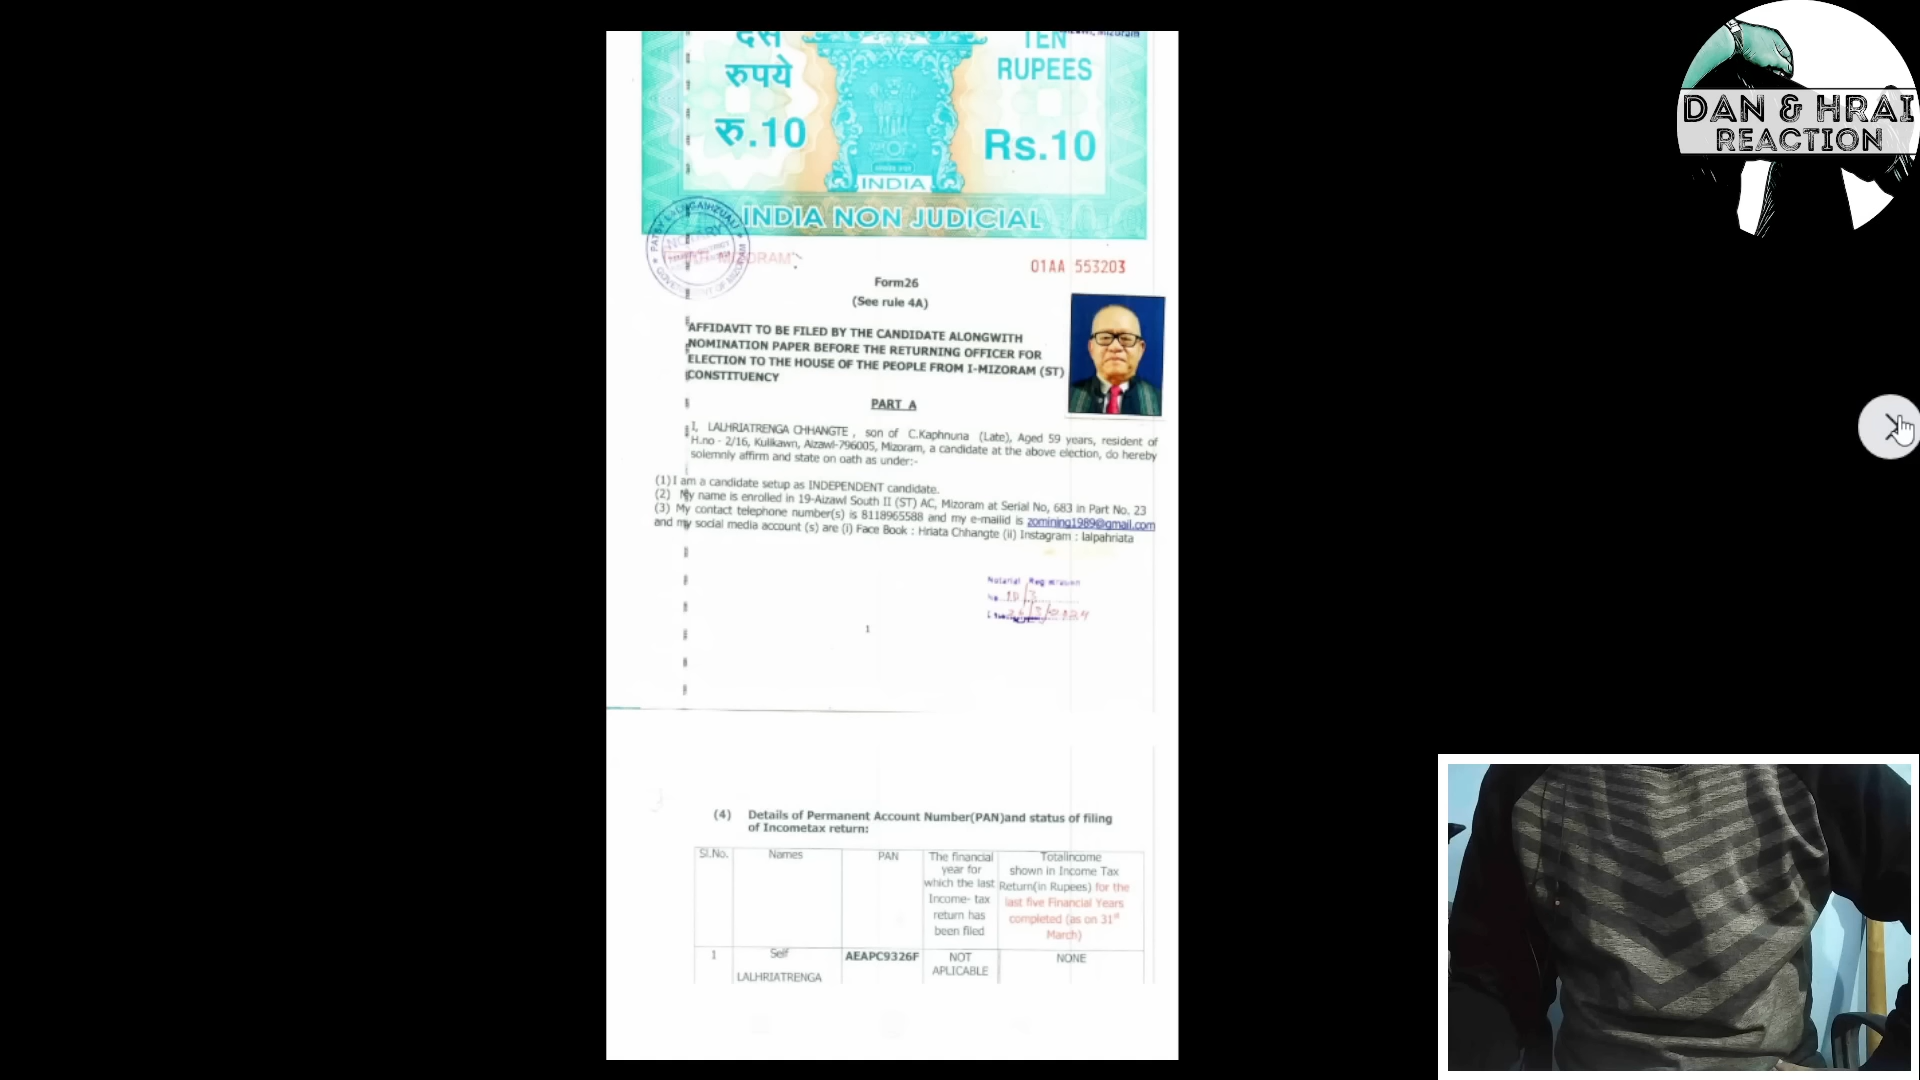 दस
रुपये
रु.10
TEN
RUPEES
Rs.10
INDIA
INDIA NON JUDICIAL
NOTARY
GOVERNMENT OF MIZORAM
01AA 553203
Form26
(See rule 4A)
AFFIDAVIT TO BE FILED BY THE CANDIDATE ALONGWITH
NOMINATION PAPER BEFORE THE RETURNING OFFICER FOR
ELECTION TO THE HOUSE OF THE PEOPLE FROM I-MIZORAM (ST)
CONSTITUENCY
PART A
I, LALHRIATRENGA CHHANGTE , son of C.Kaphnuna (Late), Aged 59 years, resident of
H.no - 2/16, Kulikawn, Aizawl-796005, Mizoram, a candidate at the above election, do hereby
solemnly affirm and state on oath as under:-
(1) I am a candidate setup as INDEPENDENT candidate.
(2) My name is enrolled in 19-Aizawl South II (ST) AC, Mizoram at Serial No, 683 in Part No. 23
(3) My contact telephone number(s) is 8118965588 and my e-mailid is zomining1989@gmail.com
and my social media account (s) are (i) Face Book : Hriata Chhangte (ii) Instagram : lalpahriata
Notarial Registration
1
(4) Details of Permanent Account Number(PAN)and status of filing
of Incometax return:
Sl.No.
Names
PAN
The financial
year for
which the last
Income- tax
return has
been filed
Totalincome
shown in Income Tax
Return(in Rupees) for the
last five Financial Years
completed (as on 31st
March)
1
Self
LALHRIATRENGA
AEAPC9326F
NOT
APLICABLE
NONE
DAN & HRAI
REACTION